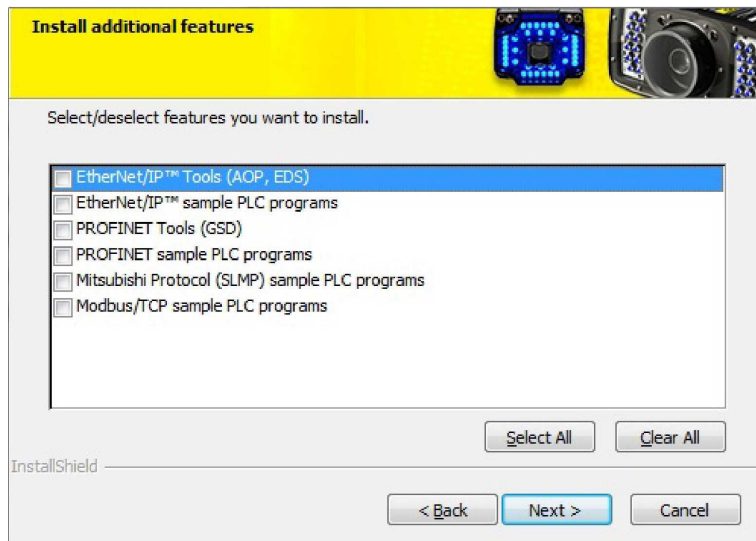 Install additional features
Select/deselect features you want to install.
EtherNet/IP™ Tools (AOP, EDS)
EtherNet/IP™ sample PLC programs
PROFINET Tools (GSD)
PROFINET sample PLC programs
Mitsubishi Protocol (SLMP) sample PLC programs
Modbus/TCP sample PLC programs
Select All
Clear All
InstallShield
< Back
Next >
Cancel